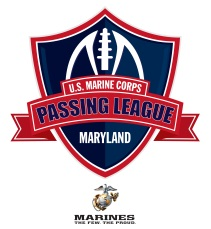 U.S. MARINE CORPS
PASSING LEAGUE
MARYLAND
MARINES
THE FEW. THE PROUD.